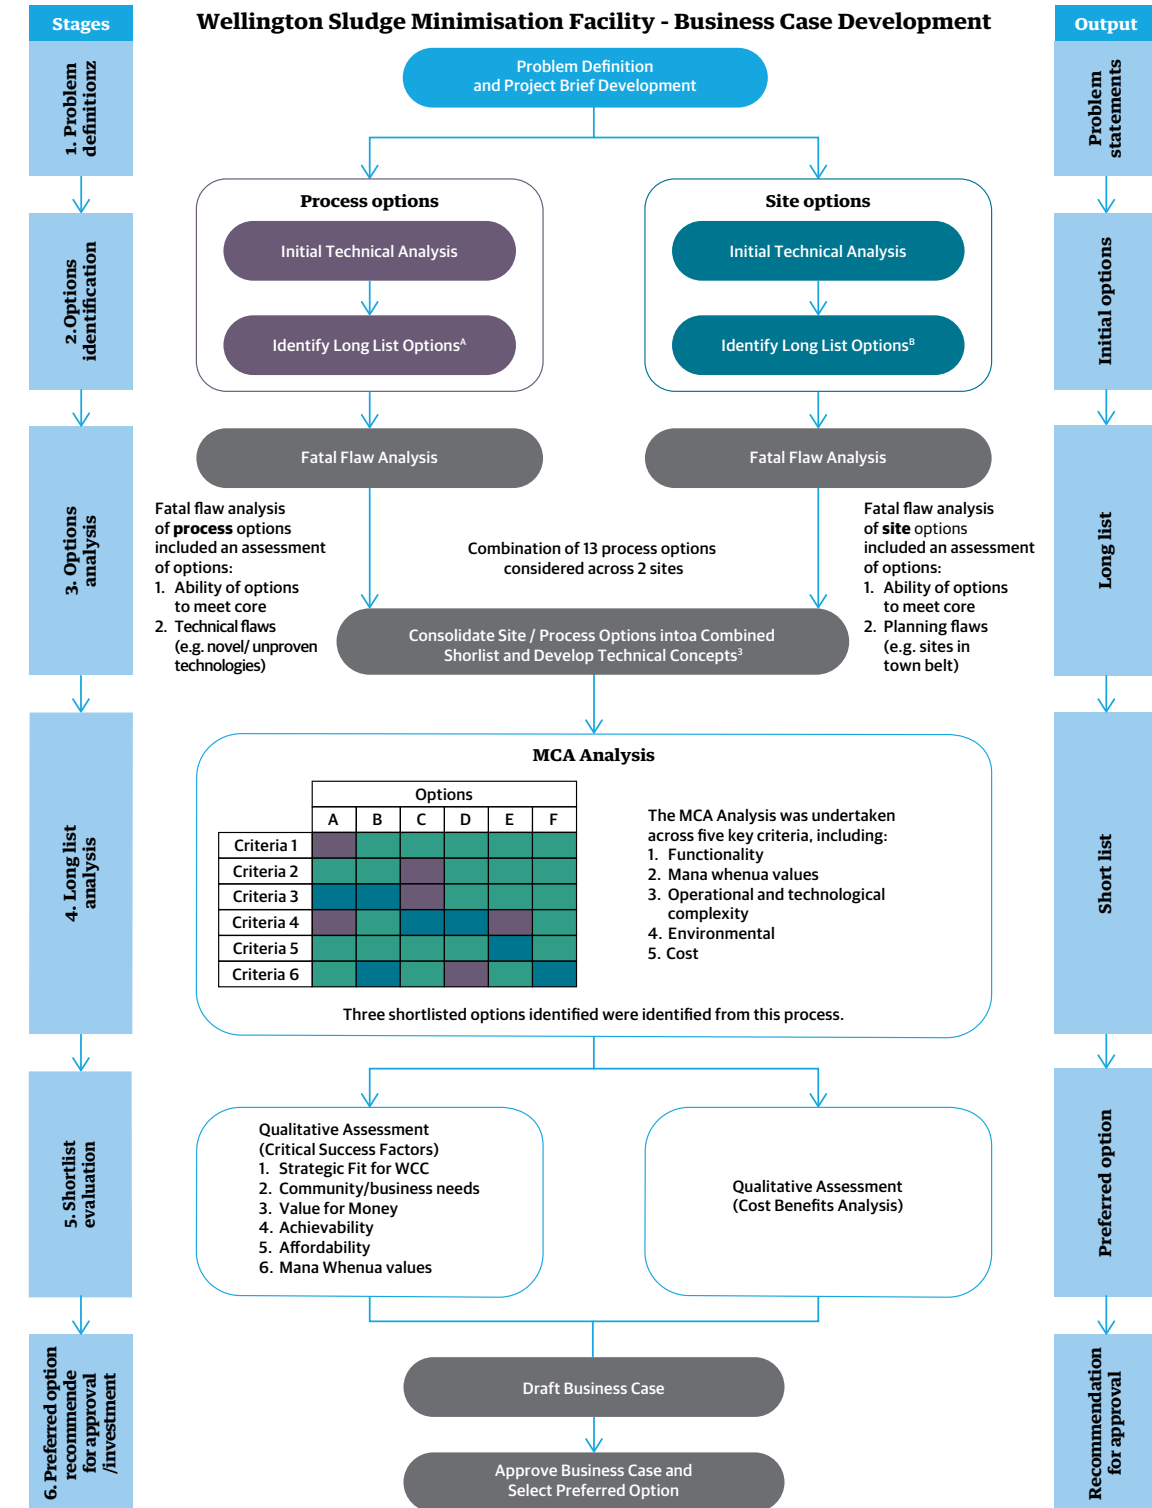 Wellington Sludge Minimisation Facility - Business Case Development
Stages
Output
1. Problem
definitionz
Problem Definition
and Project Brief Development
Problem
statements
2.Options
identification
Process options
Initial Technical Analysis
Identify Long List Optionsᴬ
Site options
Initial Technical Analysis
Identify Long List Optionsᴮ
Initial options
3. Options
analysis
Fatal Flaw Analysis
Fatal Flaw Analysis
Fatal flaw analysis
of process options
included an assessment
of options:
1. Ability of options
to meet core
2. Technical flaws
(e.g. novel/ unproven
technologies)
Combination of 13 process options
considered across 2 sites
Fatal flaw analysis
of site options
included an assessment
of options:
1. Ability of options
to meet core
2. Planning flaws
(e.g. sites in
town belt)
Consolidate Site / Process Options intoa Combined
Shorlist and Develop Technical Concepts³
Long list
4. Long list
analysis
MCA Analysis
Options
A B C D E F
Criteria 1
Criteria 2
Criteria 3
Criteria 4
Criteria 5
Criteria 6
The MCA Analysis was undertaken
across five key criteria, including:
1. Functionality
2. Mana whenua values
3. Operational and technological
complexity
4. Environmental
5. Cost
Three shortlisted options identified were identified from this process.
Short list
5. Shortlist
evaluation
Qualitative Assessment
(Critical Success Factors)
1. Strategic Fit for WCC
2. Community/business needs
3. Value for Money
4. Achievability
5. Affordability
6. Mana Whenua values
Qualitative Assessment
(Cost Benefits Analysis)
Preferred option
6. Preferred option
recommende
for approval
/investment
Draft Business Case
Approve Business Case and
Select Preferred Option
Recommendation
for approval